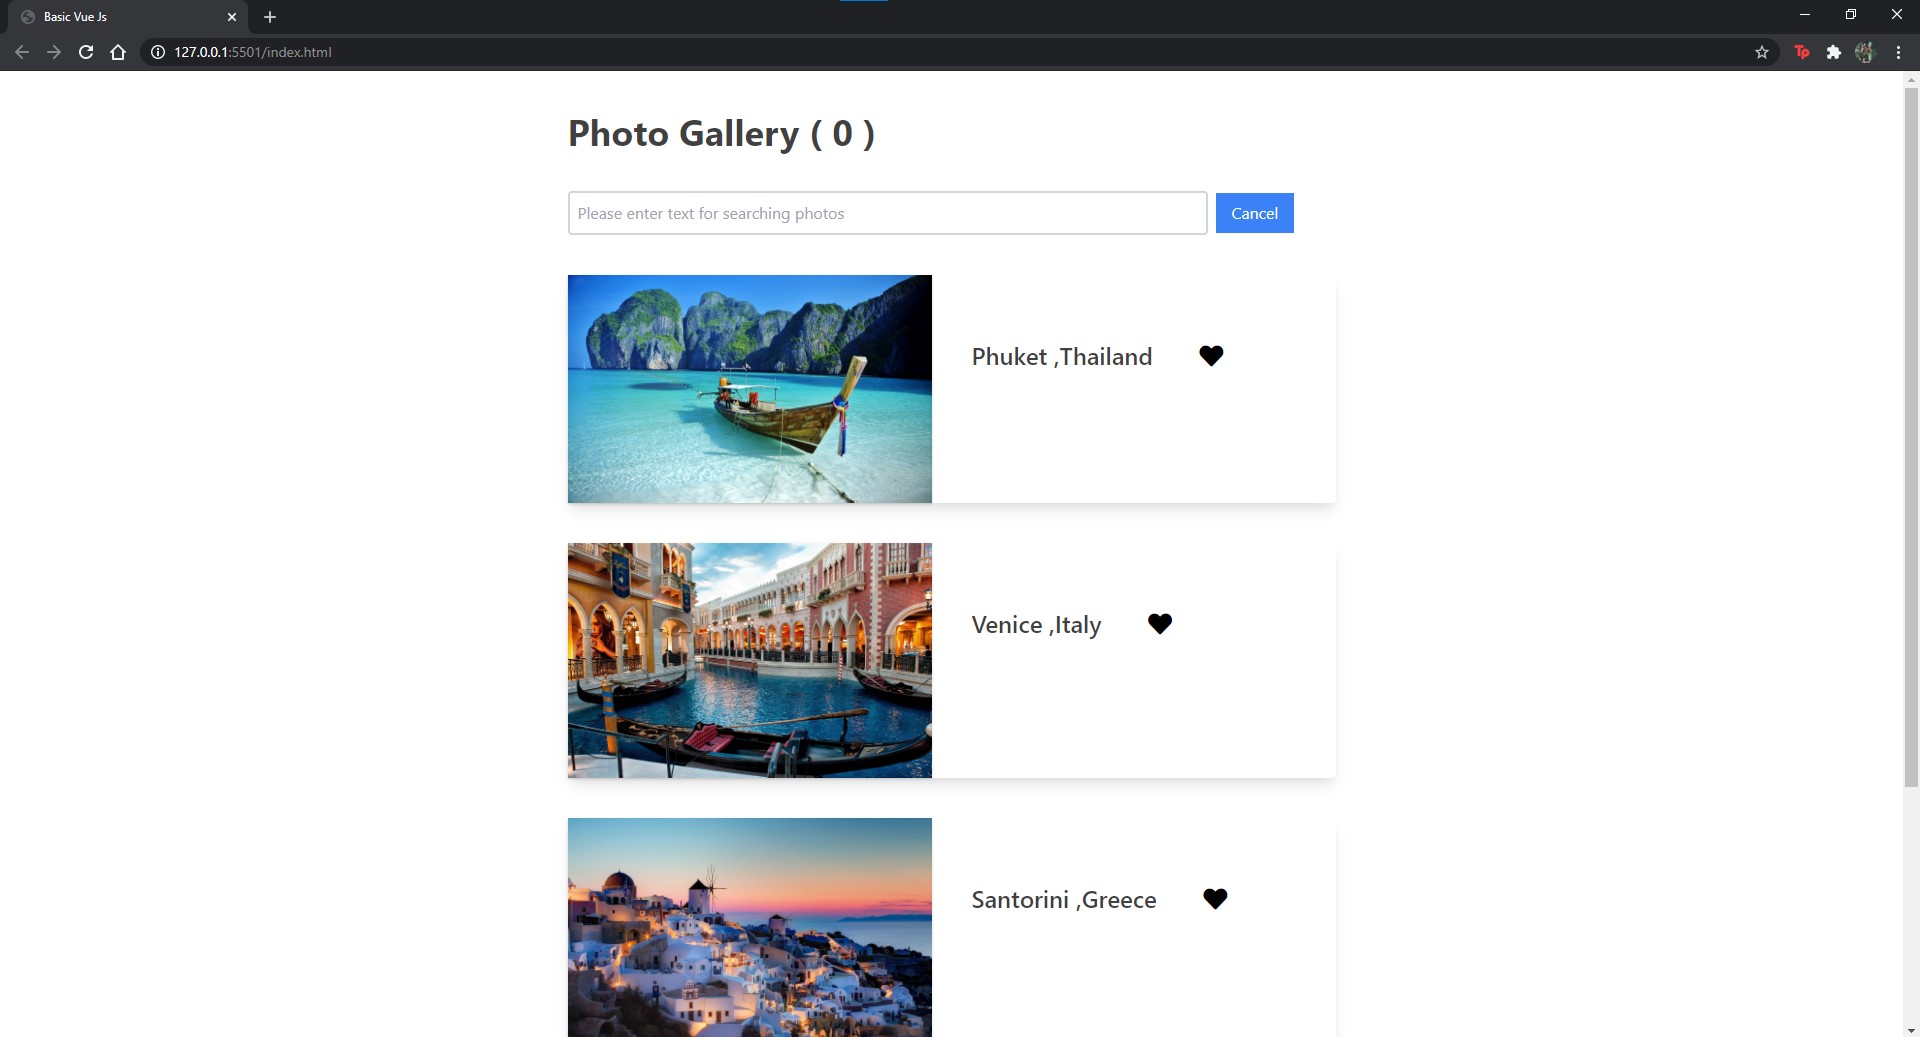 Basic Vue Js
127.0.0.1:5501/index.html
Tp
Photo Gallery ( 0 )
Please enter text for searching photos
Cancel
Phuket ,Thailand
Venice ,Italy
Santorini ,Greece